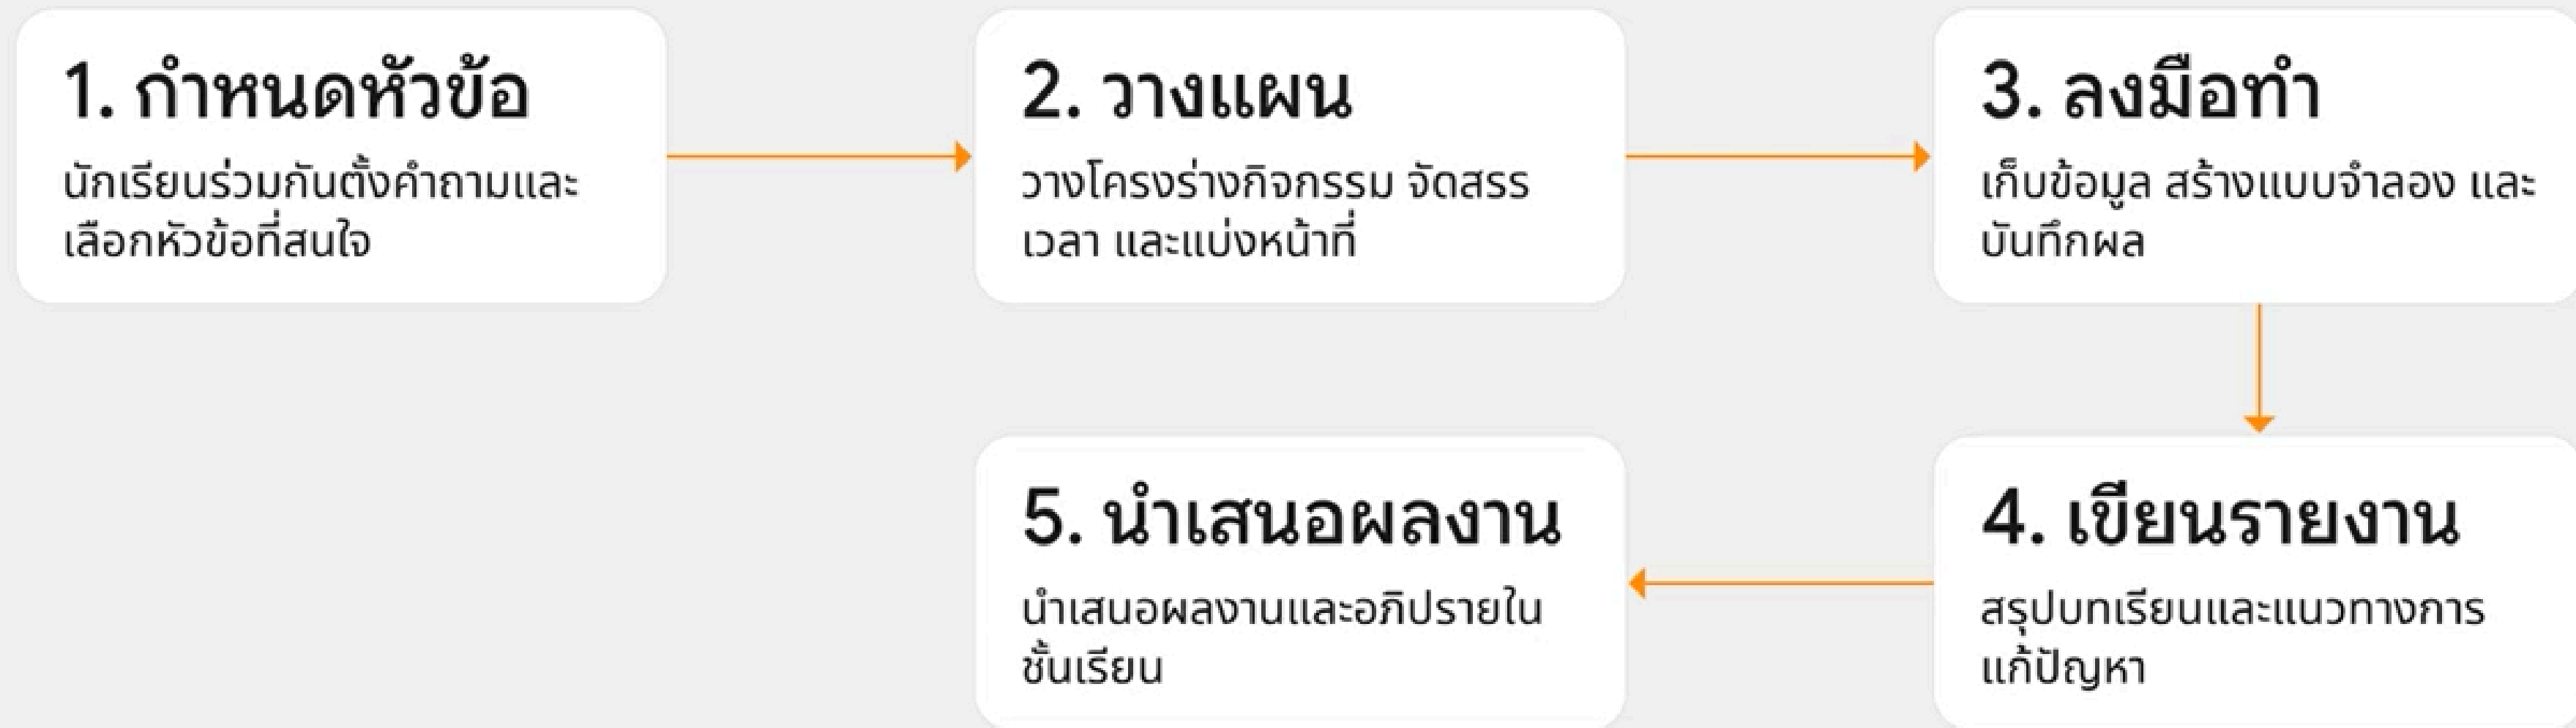 1. กำหนดหัวข้อ
นักเรียนร่วมกันตั้งคำถามและ
เลือกหัวข้อที่สนใจ
2. วางแผน
วางโครงร่างกิจกรรม จัดสรร
เวลา และแบ่งหน้าที่
3. ลงมือทำ
เก็บข้อมูล สร้างแบบจำลอง และ
บันทึกผล
4. เขียนรายงาน
สรุปบทเรียนและแนวทางการ
แก้ปัญหา
5. นำเสนอผลงาน
นำเสนอผลงานและอภิปรายใน
ชั้นเรียน